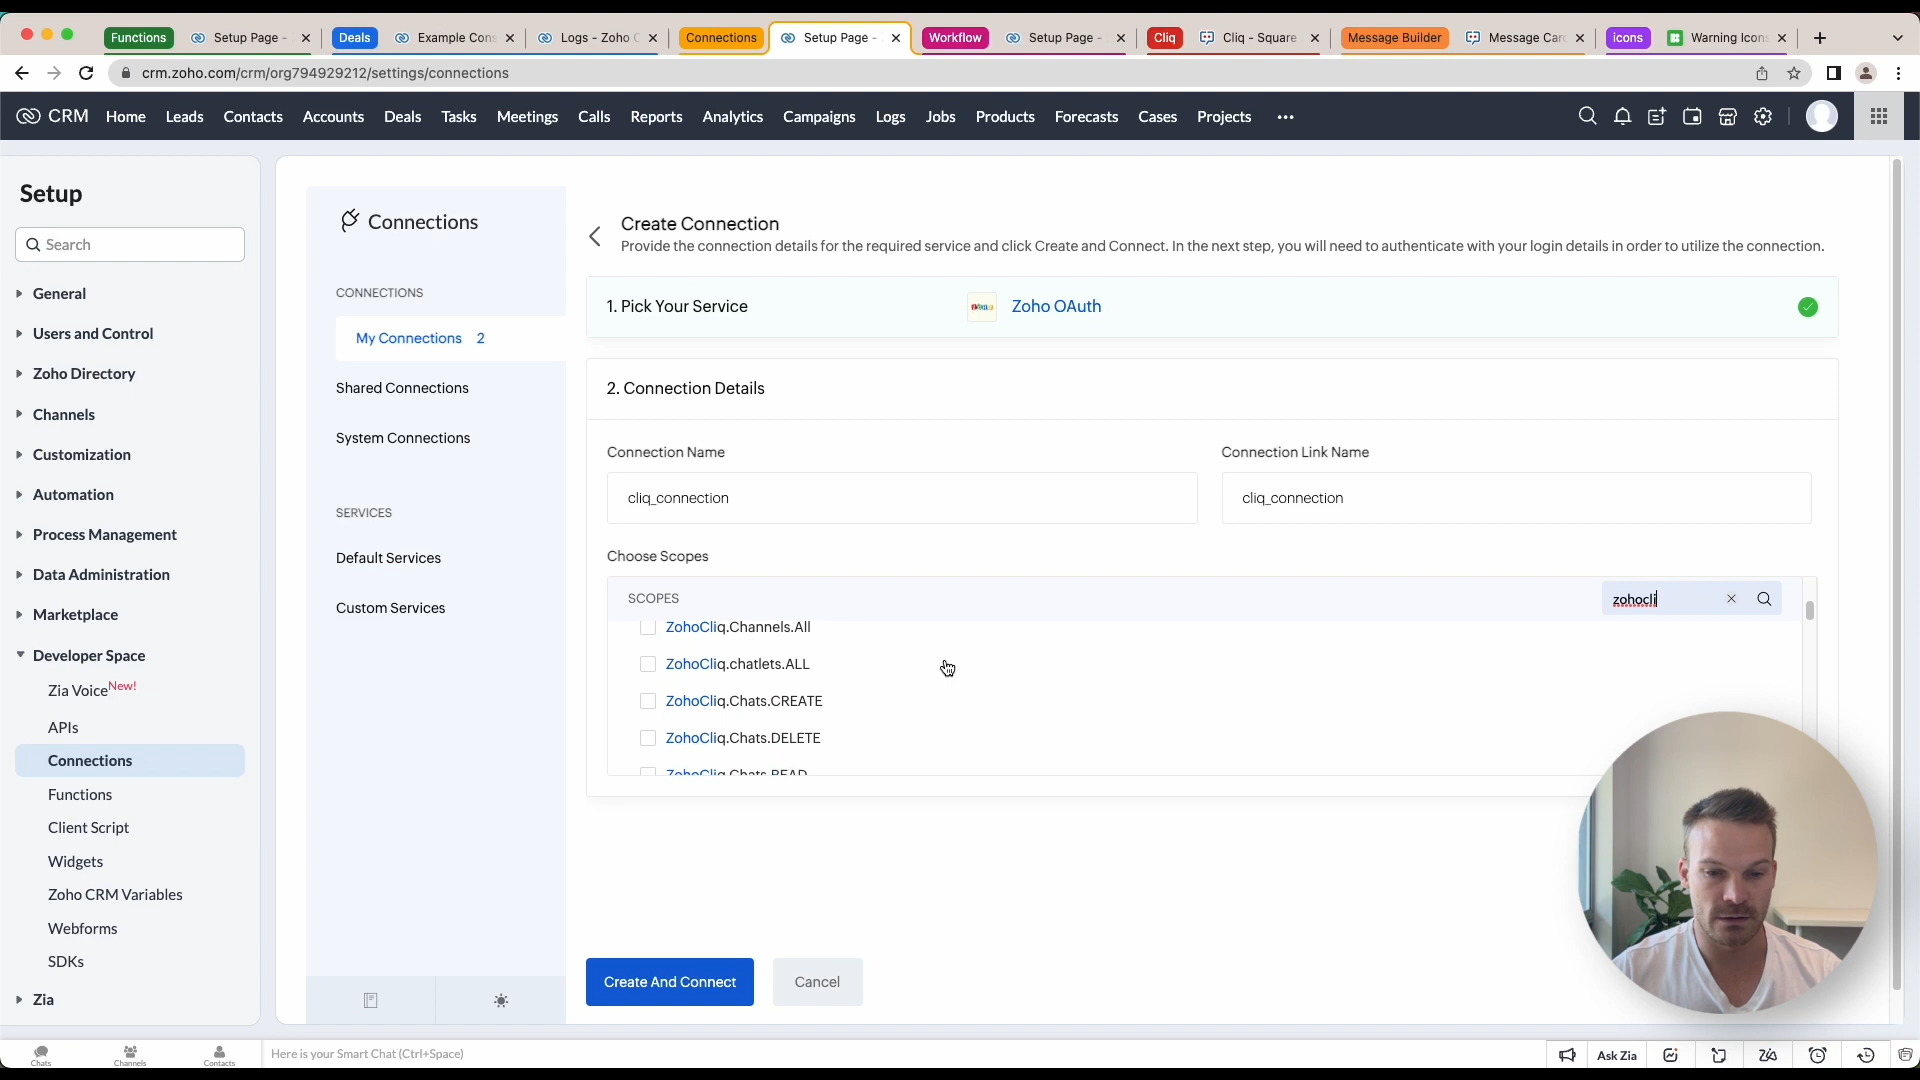 Functions
Setup Page -
Deals
Example Cons
Logs - Zoho C
Connections
Setup Page -
Workflow
Setup Page -
Cliq
Cliq - Square
Message Builder
Message Car
icons
Warning Icons
crm.zoho.com/crm/org794929212/settings/connections
CRM
Home
Leads
Contacts
Accounts
Deals
Tasks
Meetings
Calls
Reports
Analytics
Campaigns
Logs
Jobs
Products
Forecasts
Cases
Projects
Setup
Search
General
Users and Control
Zoho Directory
Channels
Customization
Automation
Process Management
Data Administration
Marketplace
Developer Space
Zia Voice New!
APIs
Connections
Functions
Client Script
Widgets
Zoho CRM Variables
Webforms
SDKs
Zia
Connections
CONNECTIONS
My Connections 2
Shared Connections
System Connections
SERVICES
Default Services
Custom Services
Create Connection
Provide the connection details for the required service and click Create and Connect. In the next step, you will need to authenticate with your login details in order to utilize the connection.
1. Pick Your Service
Zoho OAuth
2. Connection Details
Connection Name
Connection Link Name
cliq_connection
cliq_connection
Choose Scopes
SCOPES
zohocli
ZohoCliq.Channels.All
ZohoCliq.chatlets.ALL
ZohoCliq.Chats.CREATE
ZohoCliq.Chats.DELETE
ZohoCliq.Chats.READ
Create And Connect
Cancel
Chats
Channels
Contacts
Here is your Smart Chat (Ctrl+Space)
Ask Zia